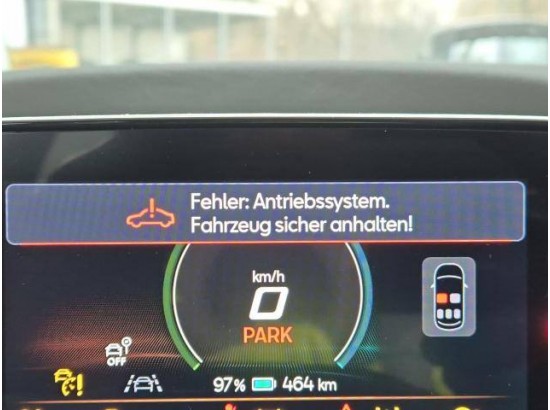 Fehler: Antriebssystem.
Fahrzeug sicher anhalten!
km/h
0
PARK
OFF
97% 464 km